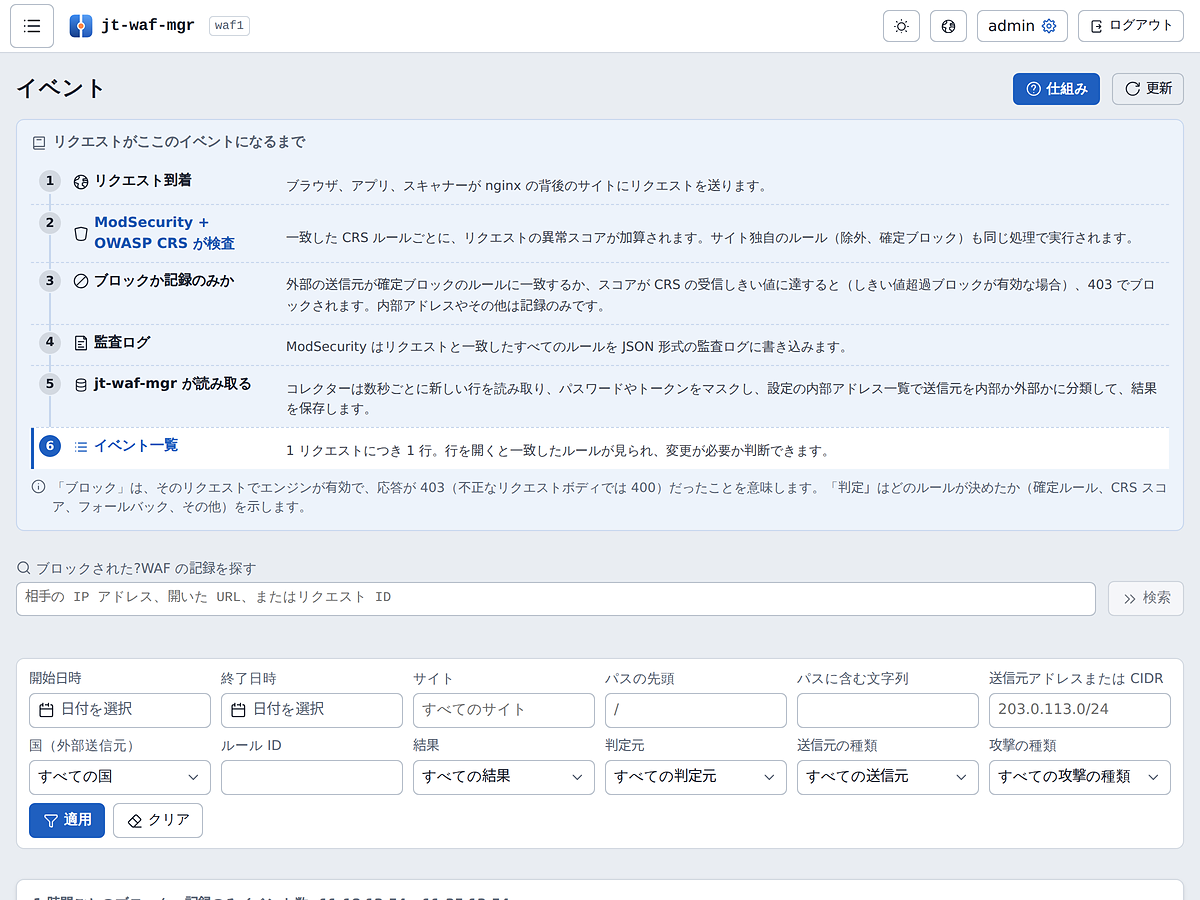 jt-waf-mgr waf1 admin ログアウト
イベント 仕組み 更新
リクエストがここのイベントになるまで
1 リクエスト到着 ブラウザ、アプリ、スキャナーが nginx の背後のサイトにリクエストを送ります。
2 ModSecurity +
OWASP CRS が検査 一致した CRS ルールごとに、リクエストの異常スコアが加算されます。サイト独自のルール（除外、確定ブロック）も同じ処理で実行されます。
3 ブロックか記録のみか 外部の送信元が確定ブロックのルールに一致するか、スコアが CRS の受信しきい値に達すると（しきい値超過ブロックが有効な場合）、403 でブロ
ックされます。内部アドレスやその他は記録のみです。
4 監査ログ ModSecurity はリクエストと一致したすべてのルールを JSON 形式の監査ログに書き込みます。
5 jt-waf-mgr が読み取る コレクターは数秒ごとに新しい行を読み取り、パスワードやトークンをマスクし、設定の内部アドレス一覧で送信元を内部か外部かに分類して、結果
を保存します。
6 イベント一覧 1 リクエストにつき 1 行。行を開くと一致したルールが見られ、変更が必要か判断できます。
「ブロック」は、そのリクエストでエンジンが有効で、応答が 403（不正なリクエストボディでは 400）だったことを意味します。「判定」はどのルールが決めたか（確定ルール、CRS スコ
ア、フォールバック、その他）を示します。
ブロックされた?WAF の記録を探す
相手の IP アドレス、開いた URL、またはリクエスト ID 検索
開始日時 終了日時 サイト パスの先頭 パスに含む文字列 送信元アドレスまたは CIDR
日付を選択 日付を選択 すべてのサイト / 203.0.113.0/24
国（外部送信元） ルール ID 結果 判定元 送信元の種類 攻撃の種類
すべての国 すべての結果 すべての判定元 すべての送信元 すべての攻撃の種類
適用 クリア